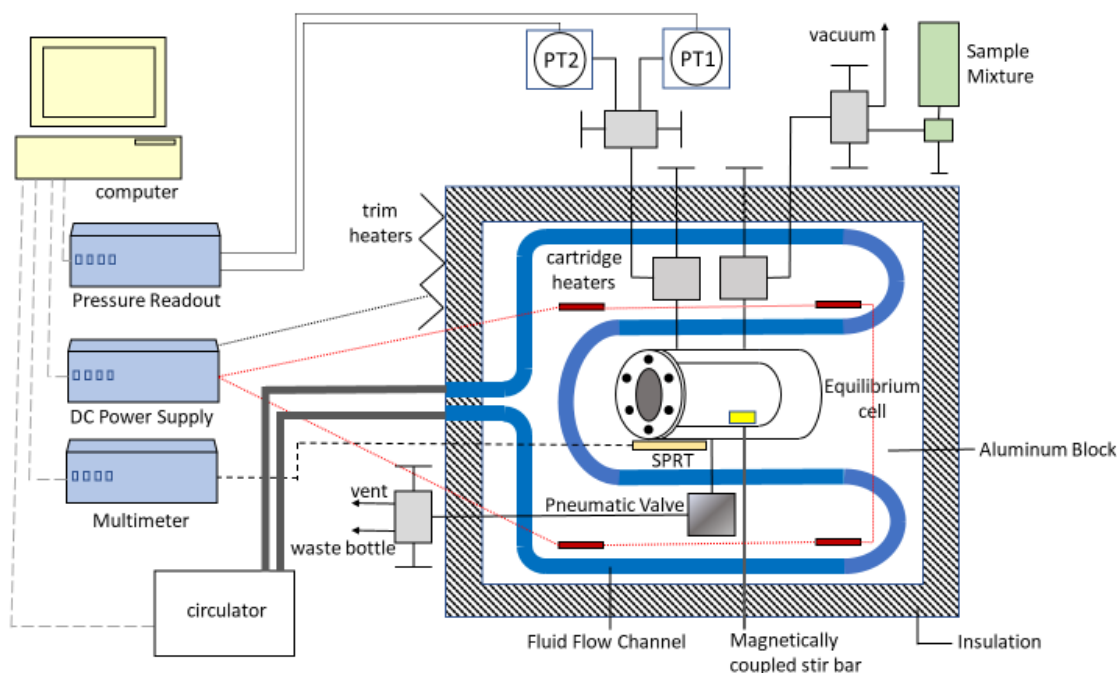 PT2
PT1
vacuum
Sample
Mixture
computer
trim
heaters
cartridge
heaters
Pressure Readout
DC Power Supply
Equilibrium
cell
SPRT
Aluminum Block
Multimeter
vent
Pneumatic Valve
waste bottle
circulator
Fluid Flow Channel
Magnetically
coupled stir bar
Insulation